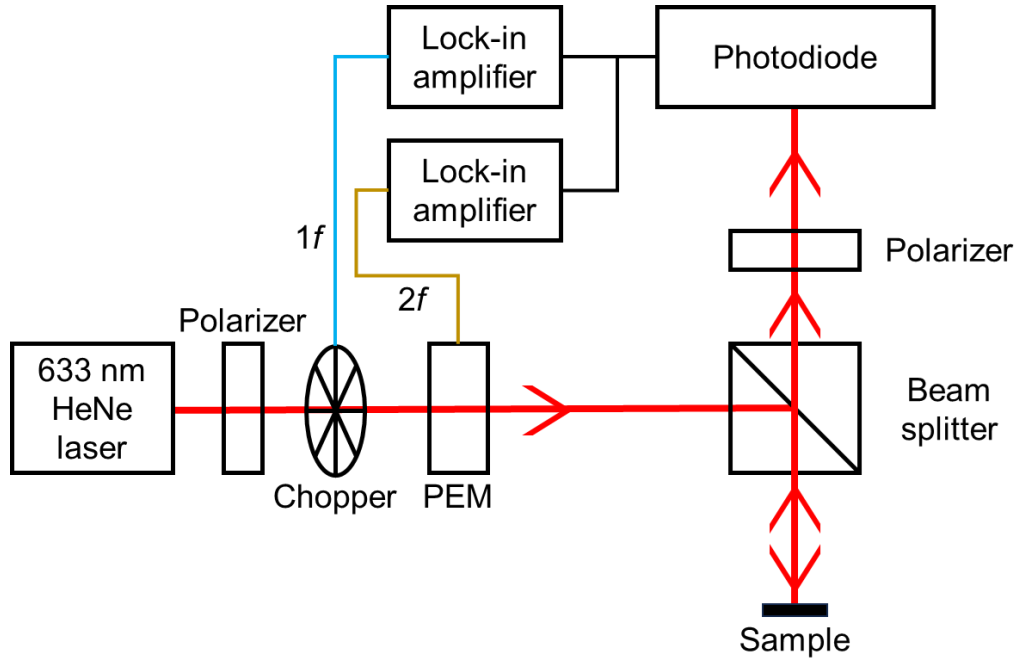 Lock-in
amplifier
Photodiode
Lock-in
amplifier
1f
Polarizer
2f
Polarizer
633 nm
HeNe
laser
Beam
splitter
Chopper
PEM
Sample